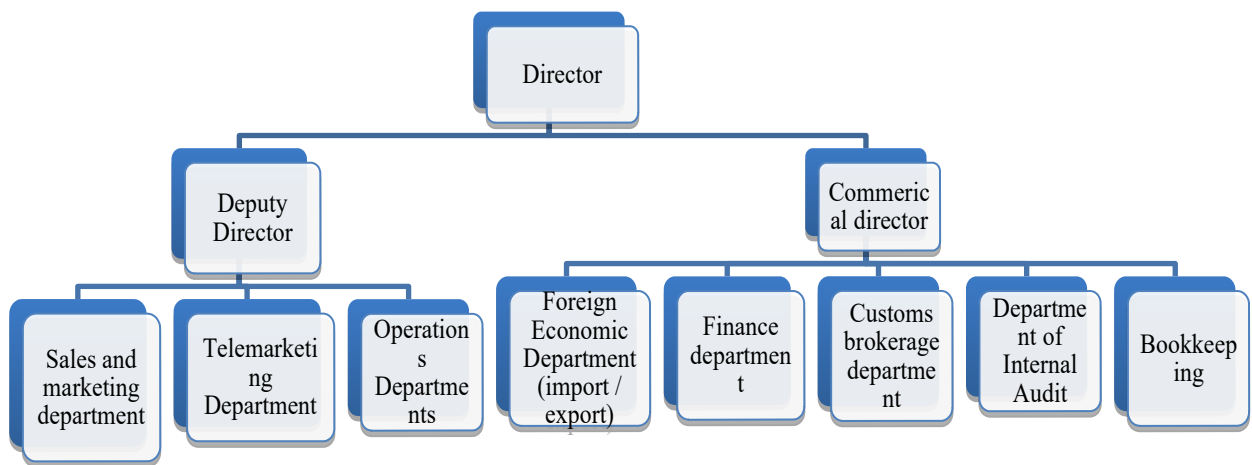 Director
Deputy
Director
Commeric
al director
Sales and
marketing
department
Telemarketi
ng
Department
Operation
s
Departme
nts
Foreign
Economic
Department
(import /
export)
Finance
departmen
t
Customs
brokerage
departme
nt
Departme
nt of
Internal
Audit
Bookkeep
ing